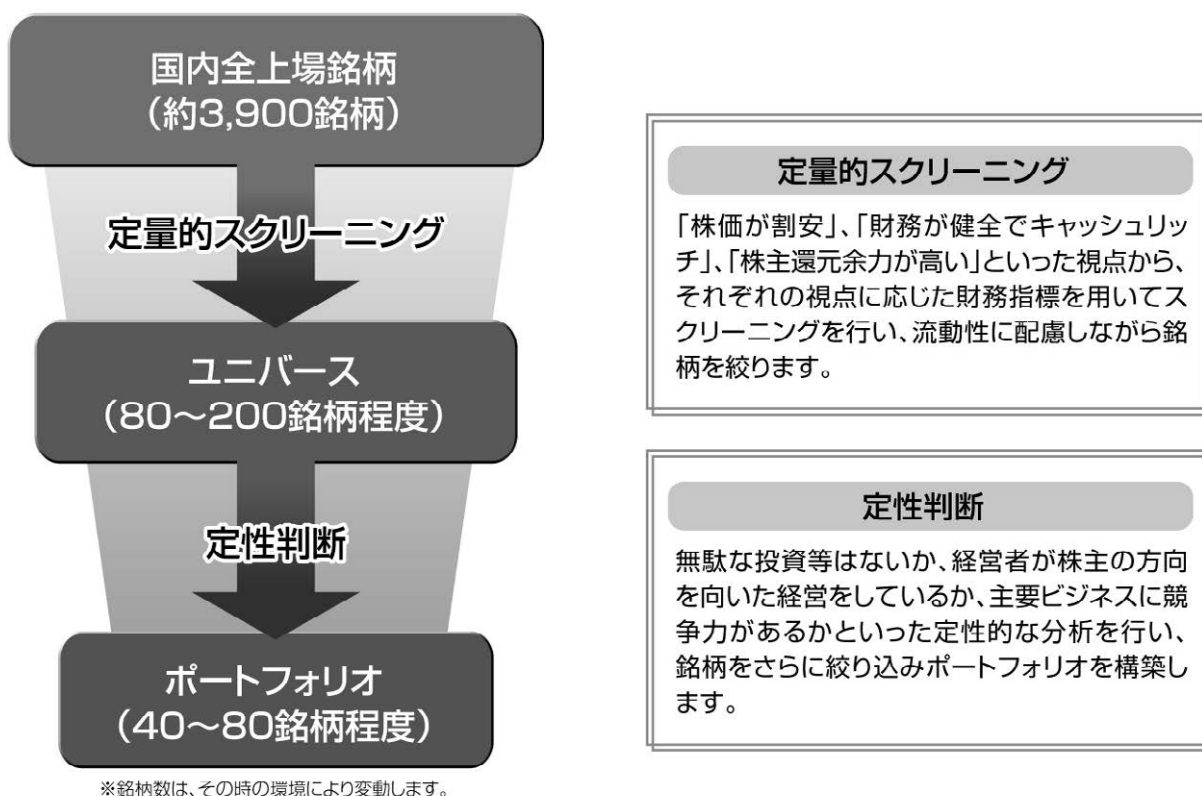 国内全上場銘柄
（約3,900銘柄）
定量的スクリーニング
ユニバース
（80～200銘柄程度）
定性判断
ポートフォリオ
（40～80銘柄程度）
※銘柄数は、その時の環境により変動します。
定量的スクリーニング
「株価が割安」、「財務が健全でキャッシュリッ
チ」、「株主還元余力が高い」といった視点から、
それぞれの視点に応じた財務指標を用いてス
クリーニングを行い、流動性に配慮しながら銘
柄を絞ります。
定性判断
無駄な投資等はないか、経営者が株主の方向
を向いた経営をしているか、主要ビジネスに競
争力があるかといった定性的な分析を行い、
銘柄をさらに絞り込みポートフォリオを構築し
ます。